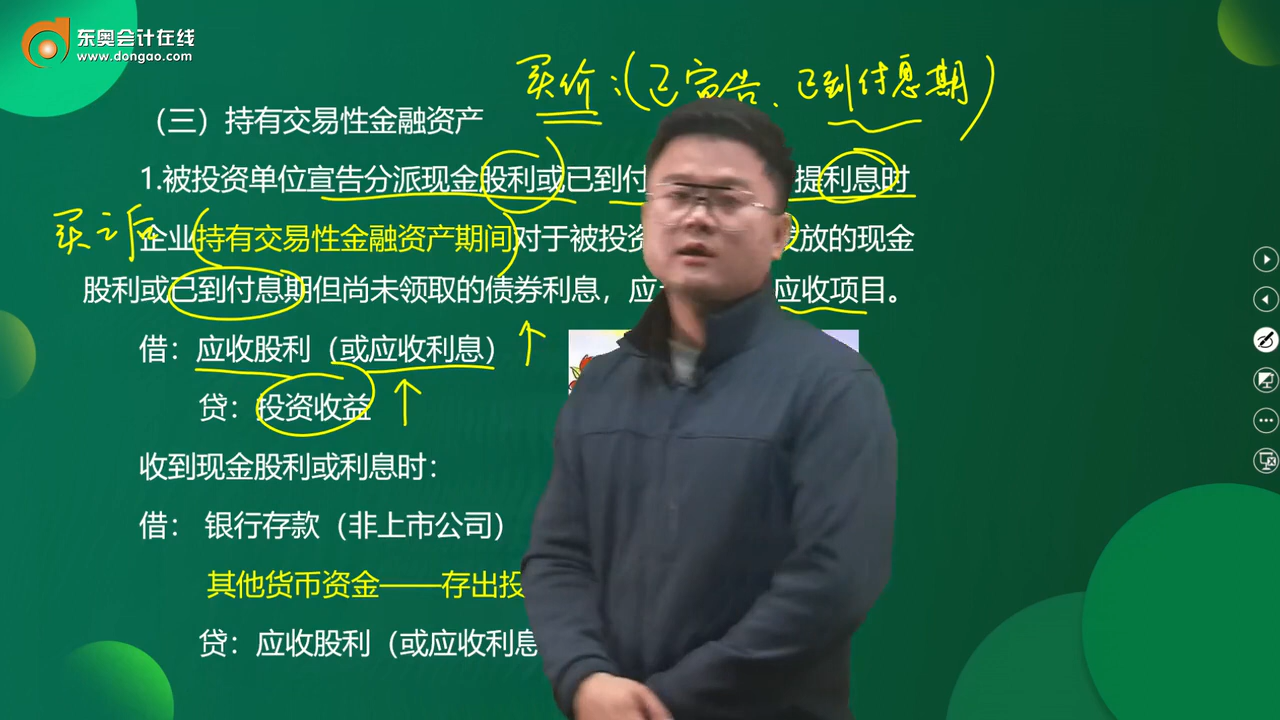 东奥会计在线
www.dongao.com
买价：(已宣告、已到付息期)
（三）持有交易性金融资产
1.被投资单位宣告分派现金股利或已到付 提利息时
买之后
企业持有交易性金融资产期间对于被投资 发放的现金
股利或已到付息期但尚未领取的债券利息，应 应收项目。
借：应收股利（或应收利息）
贷：投资收益
收到现金股利或利息时：
借： 银行存款（非上市公司）
其他货币资金——存出投
贷：应收股利（或应收利息